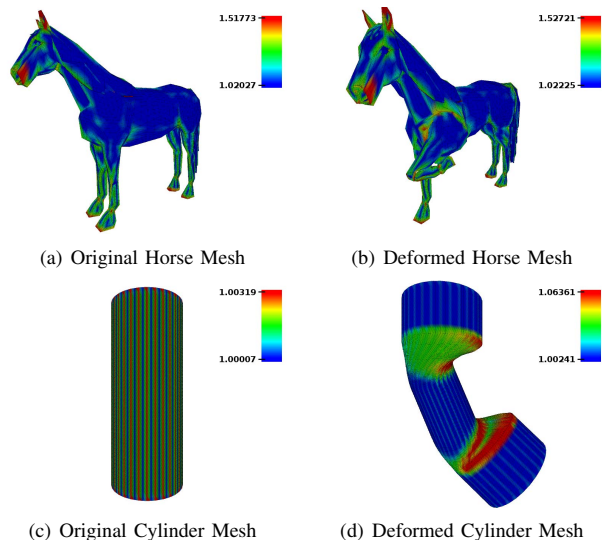 1.51773
1.02027
1.52721
1.02225
(a) Original Horse Mesh
(b) Deformed Horse Mesh
1.00319
1.00007
1.06361
1.00241
(c) Original Cylinder Mesh
(d) Deformed Cylinder Mesh